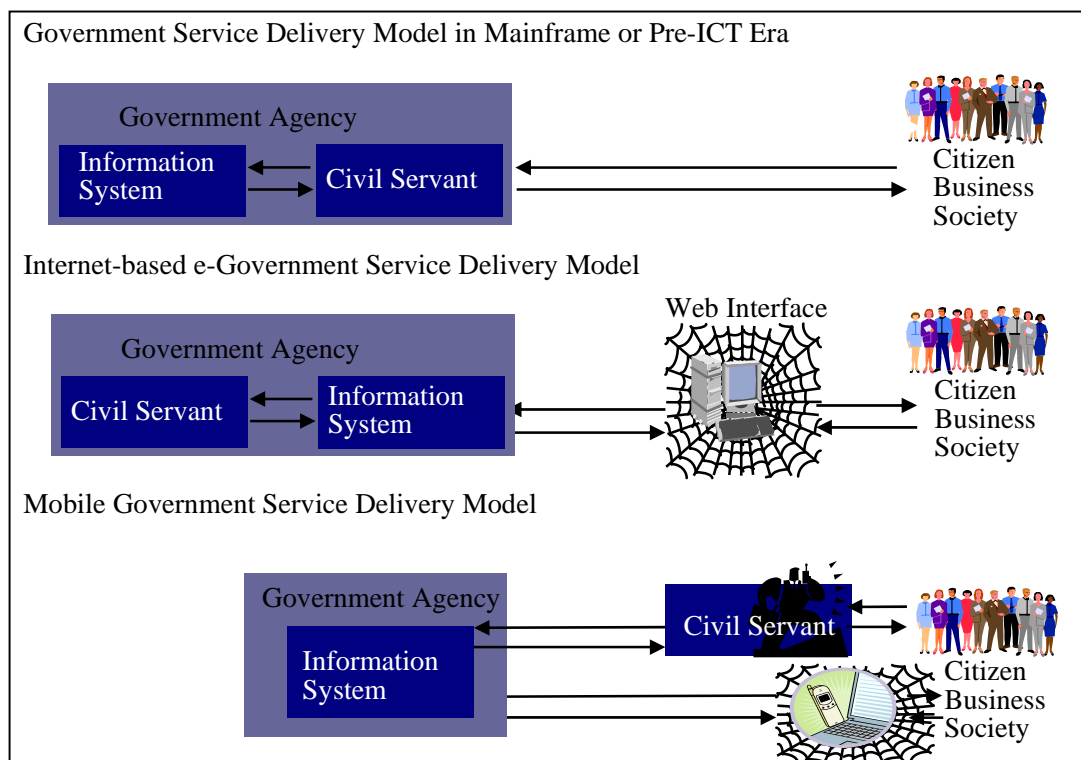 Government Service Delivery Model in Mainframe or Pre-ICT Era
Government Agency
Information
System
Civil Servant
Citizen
Business
Society
Internet-based e-Government Service Delivery Model
Web Interface
Government Agency
Civil Servant
Information
System
Citizen
Business
Society
Mobile Government Service Delivery Model
Government Agency
Civil Servant
Information
System
Citizen
Business
Society